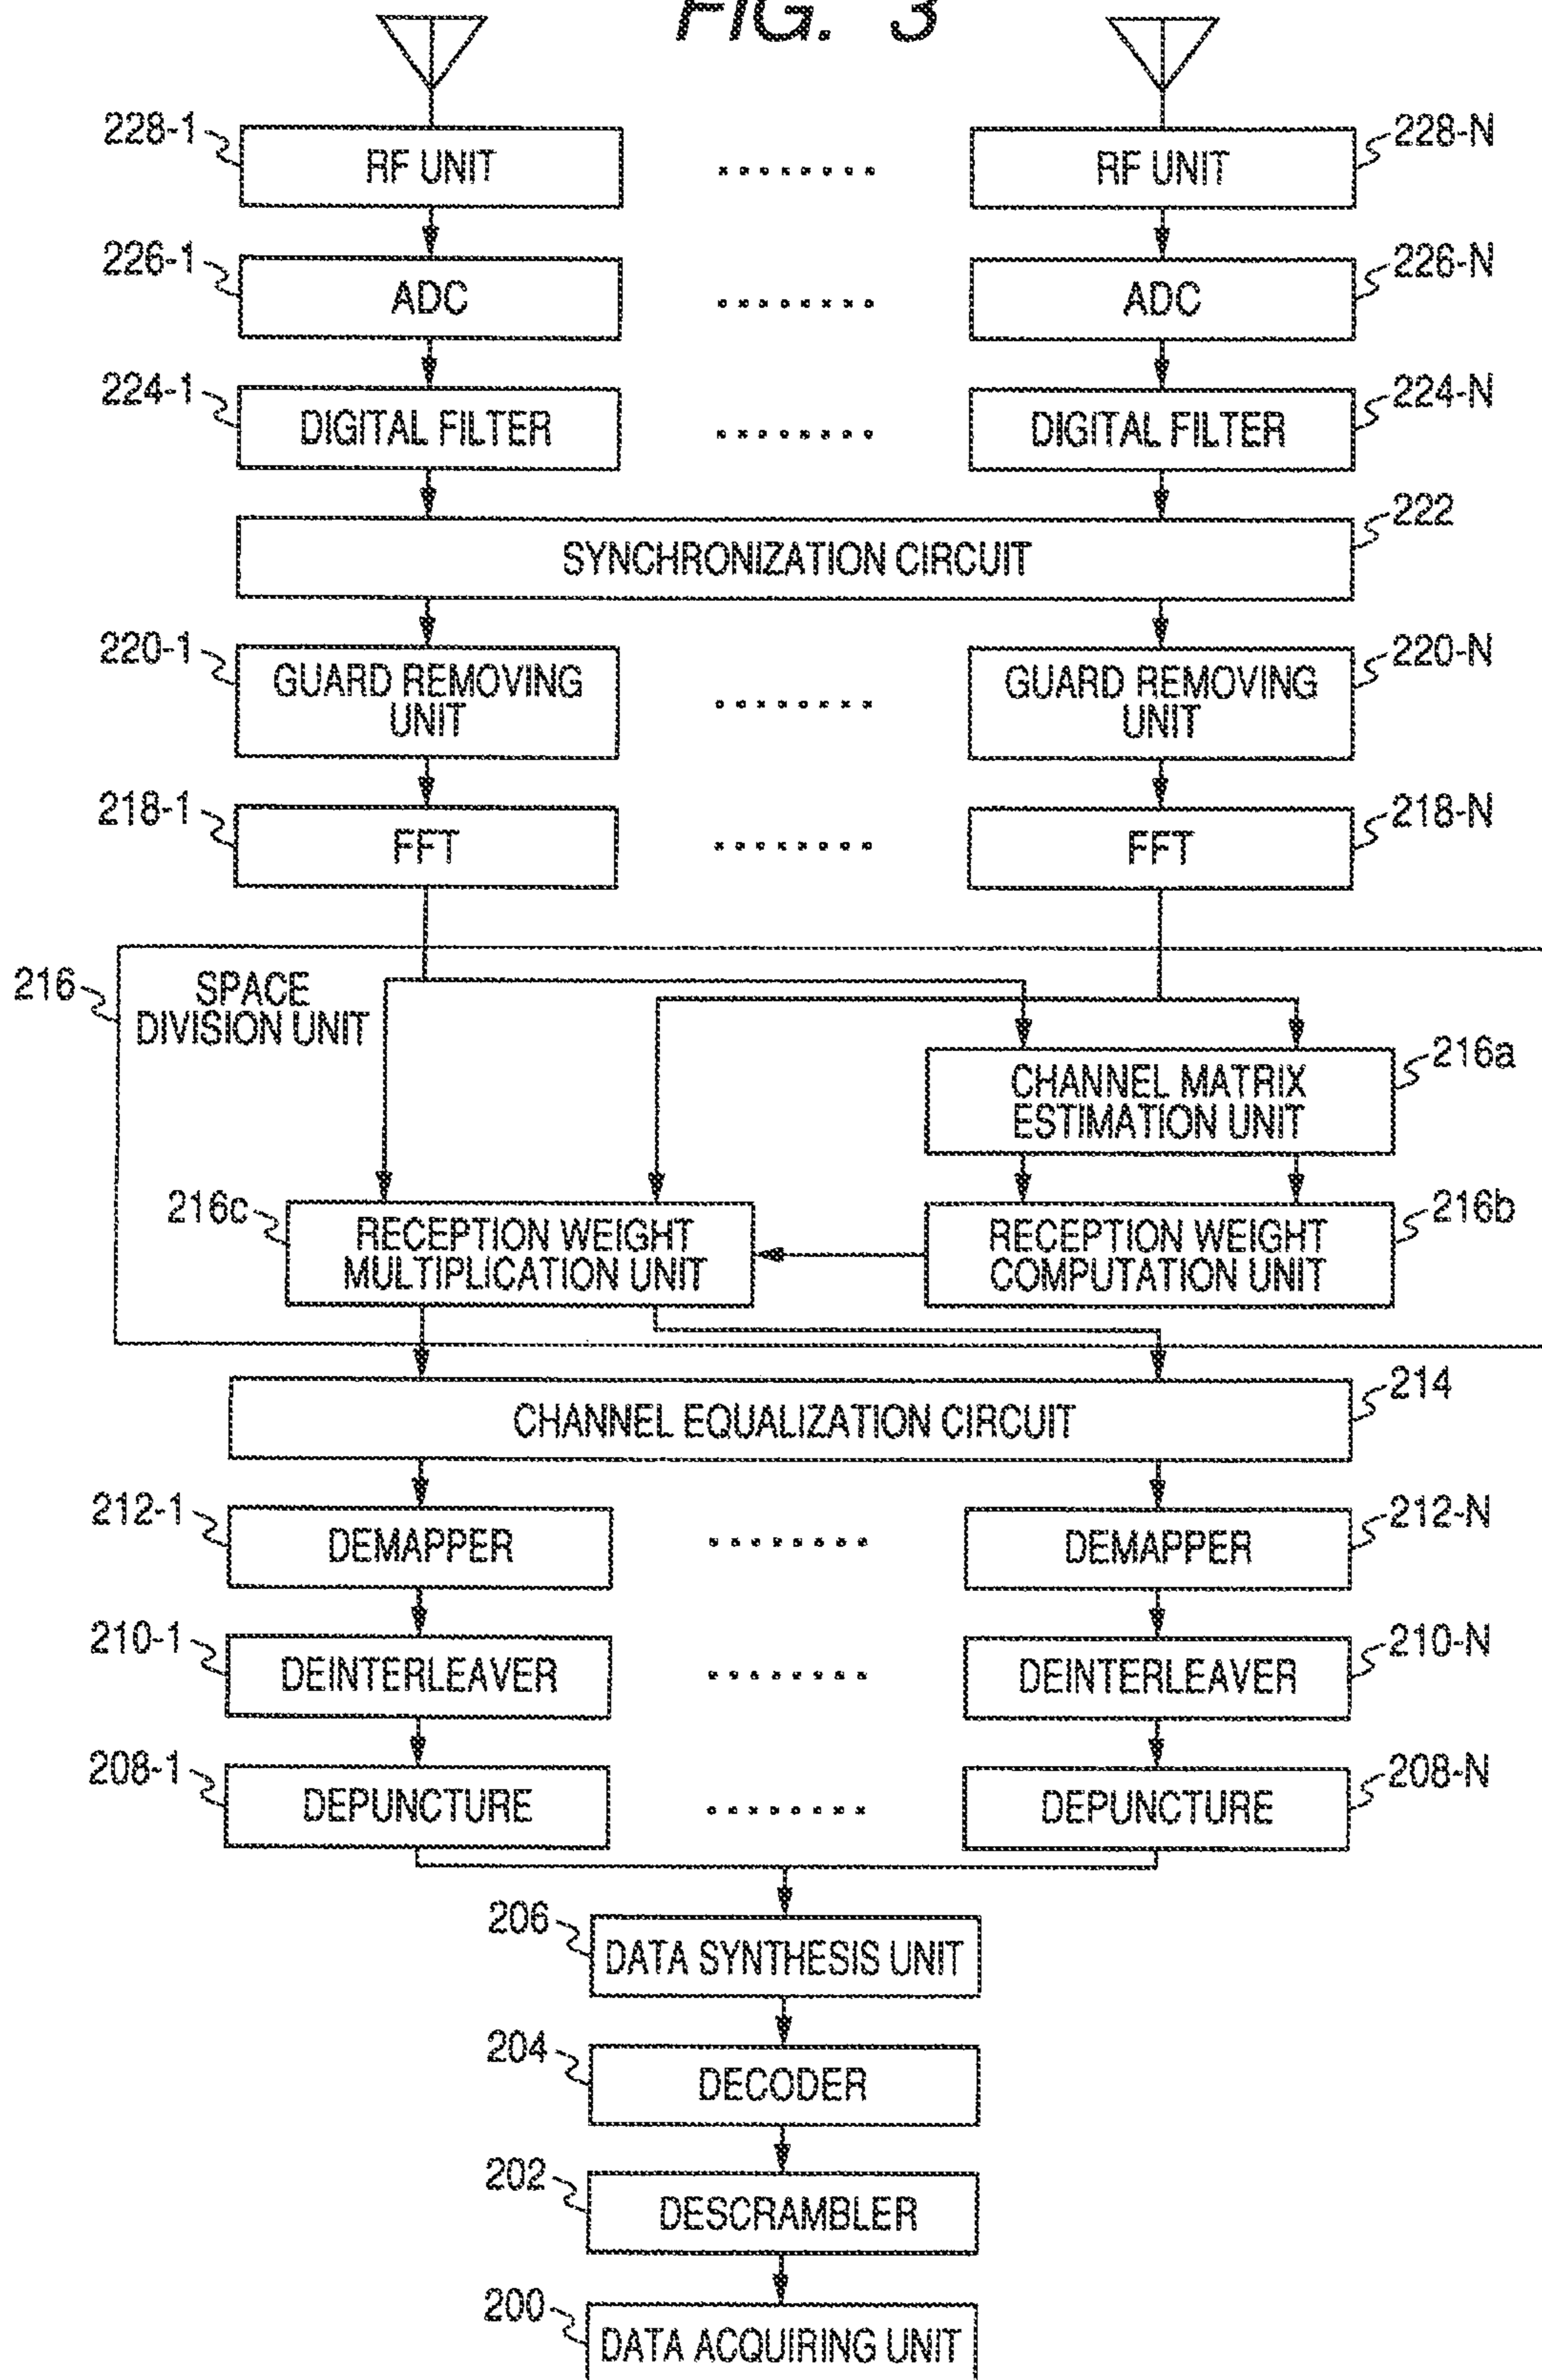 FIG. 3
228-1
RF UNIT
RF UNIT
228-N
226-1
ADC
ADC
226-N
224-1
DIGITAL FILTER
DIGITAL FILTER
224-N
SYNCHRONIZATION CIRCUIT
222
220-1
GUARD REMOVING
UNIT
GUARD REMOVING
UNIT
220-N
218-1
FFT
FFT
218-N
216
SPACE
DIVISION UNIT
CHANNEL MATRIX
ESTIMATION UNIT
216a
216c
RECEPTION WEIGHT
MULTIPLICATION UNIT
RECEPTION WEIGHT
COMPUTATION UNIT
216b
CHANNEL EQUALIZATION CIRCUIT
214
212-1
DEMAPPER
DEMAPPER
212-N
210-1
DEINTERLEAVER
DEINTERLEAVER
210-N
208-1
DEPUNCTURE
DEPUNCTURE
208-N
206
DATA SYNTHESIS UNIT
204
DECODER
202
DESCRAMBLER
200
DATA ACQUIRING UNIT